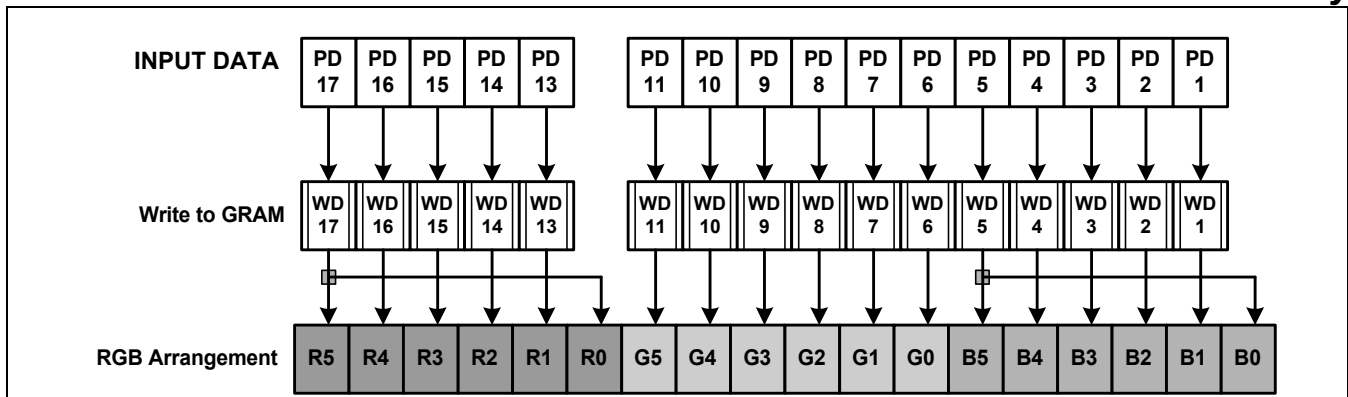 INPUT DATA PD 17 PD 16 PD 15 PD 14 PD 13 PD 11 PD 10 PD 9 PD 8 PD 7 PD 6 PD 5 PD 4 PD 3 PD 2 PD 1
Write to GRAM WD 17 WD 16 WD 15 WD 14 WD 13 WD 11 WD 10 WD 9 WD 8 WD 7 WD 6 WD 5 WD 4 WD 3 WD 2 WD 1
RGB Arrangement R5 R4 R3 R2 R1 R0 G5 G4 G3 G2 G1 G0 B5 B4 B3 B2 B1 B0